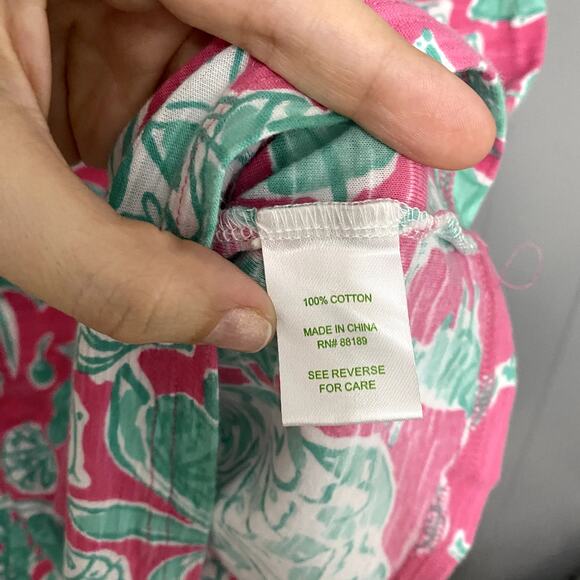 100% COTTON
MADE IN CHINA
RN# 88189
SEE REVERSE
FOR CARE